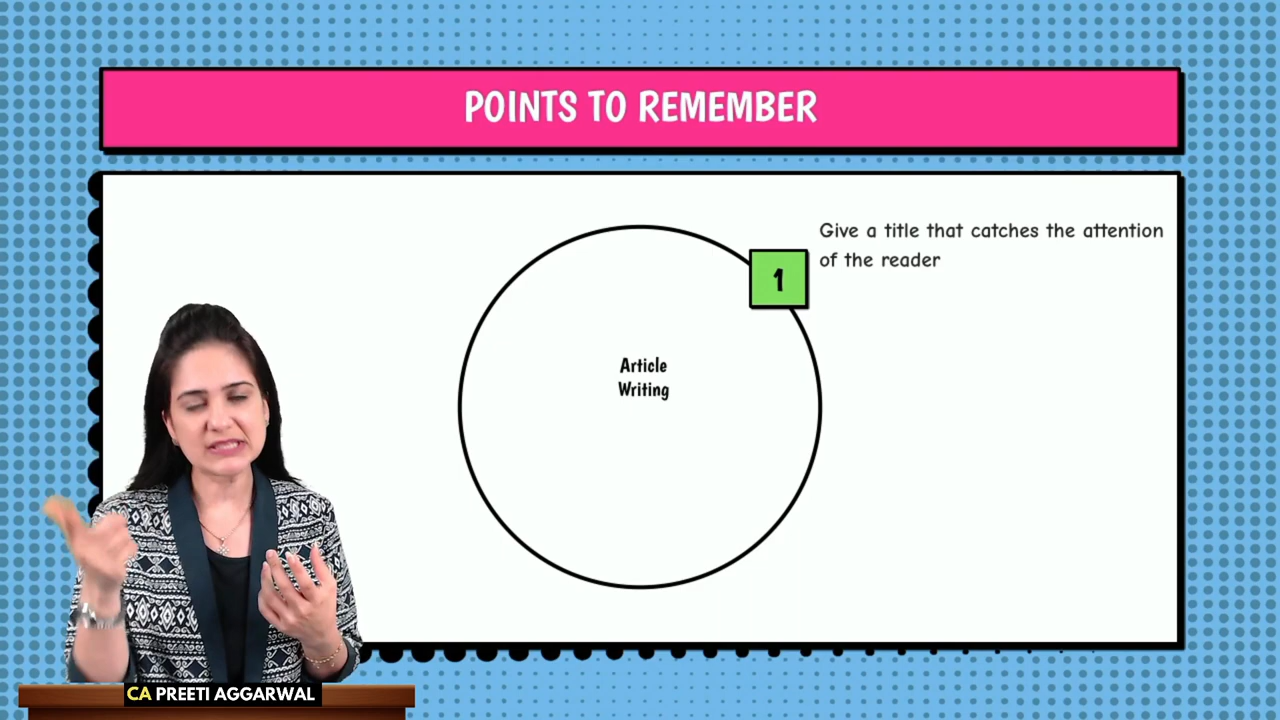 POINTS TO REMEMBER
Give a title that catches the attention
of the reader
1
Article
Writing
CA PREETI AGGARWAL